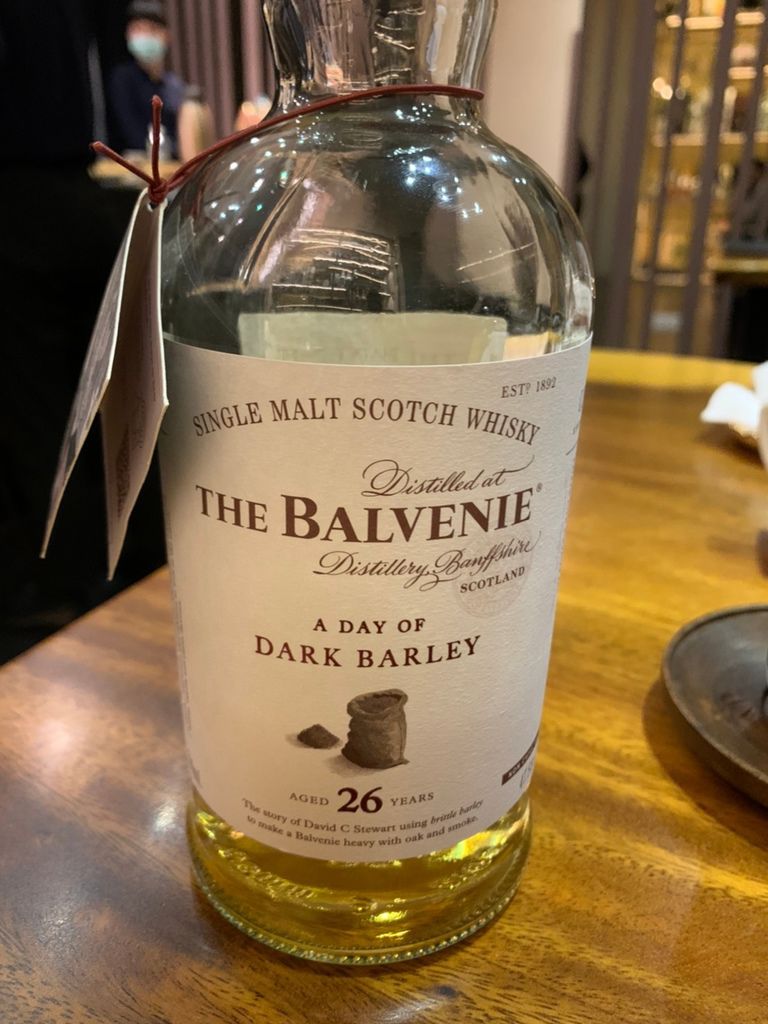 ESTD 1892
SINGLE MALT SCOTCH WHISKY
Distilled at
THE BALVENIE®
Distillery, Banffshire
SCOTLAND
A DAY OF
DARK BARLEY
AGED 26 YEARS
The story of David C Stewart using brittle barley
to make a Balvenie heavy with oak and smoke.